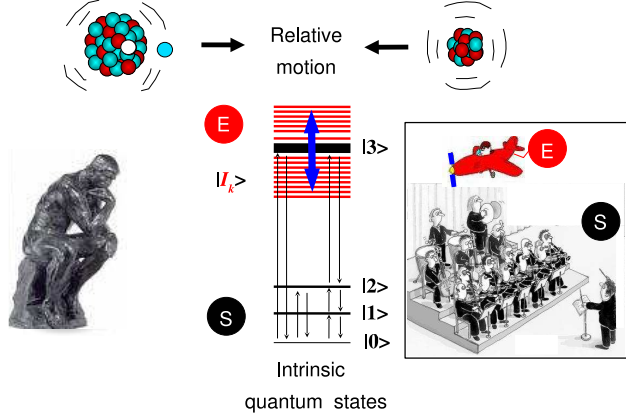 Relative
motion
E
|3>
|I_k>
E
S
|2>
S
|1>
|0>
Intrinsic
quantum states